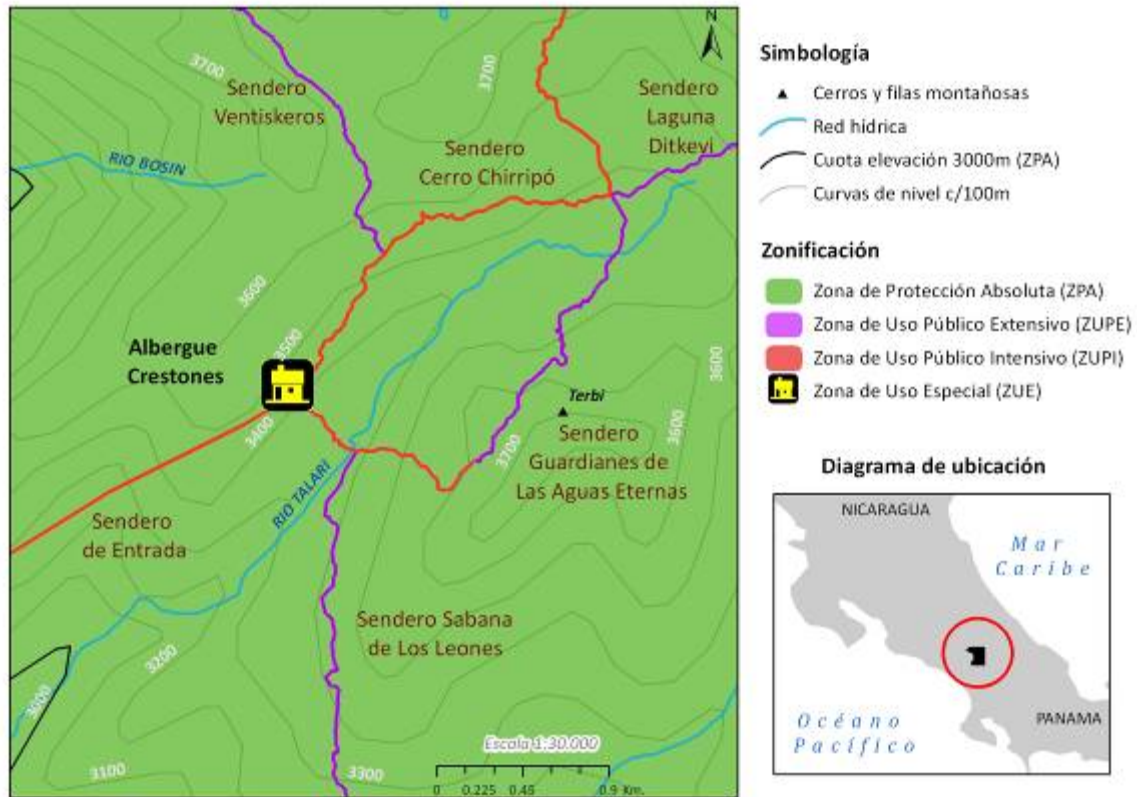 N
3700
Sendero
Ventiskeros
3700
Sendero
Laguna
Ditkevi
RIO BOSIN
Sendero
Cerro Chirripó
3600
3500
Albergue
Crestones
3400
3600
Terbi
3700
3600
Sendero
Guardianes de
Las Aguas Eternas
RIO TALARI
Sendero
de Entrada
Sendero Sabana
de Los Leones
3200
3000
3100
3300
Escala 1:30.000
0 0.225 0.45 0.9 Km.
Simbología
Cerros y filas montañosas
Red hídrica
Cuota elevación 3000m (ZPA)
Curvas de nivel c/100m
Zonificación
Zona de Protección Absoluta (ZPA)
Zona de Uso Público Extensivo (ZUPE)
Zona de Uso Público Intensivo (ZUPI)
Zona de Uso Especial (ZUE)
Diagrama de ubicación
NICARAGUA
Mar
Caribe
Océano
Pacífico
PANAMA